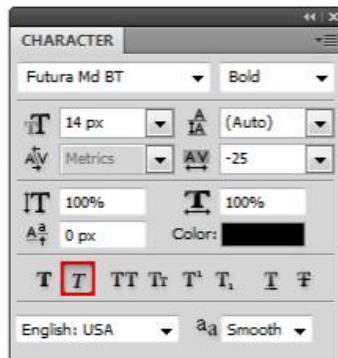 CHARACTER
Futura Md BT Bold
14 px (Auto)
Metrics -25
100% 100%
0 px Color:
T T TT Tr T¹ T₁ T T
English: USA aa Smooth